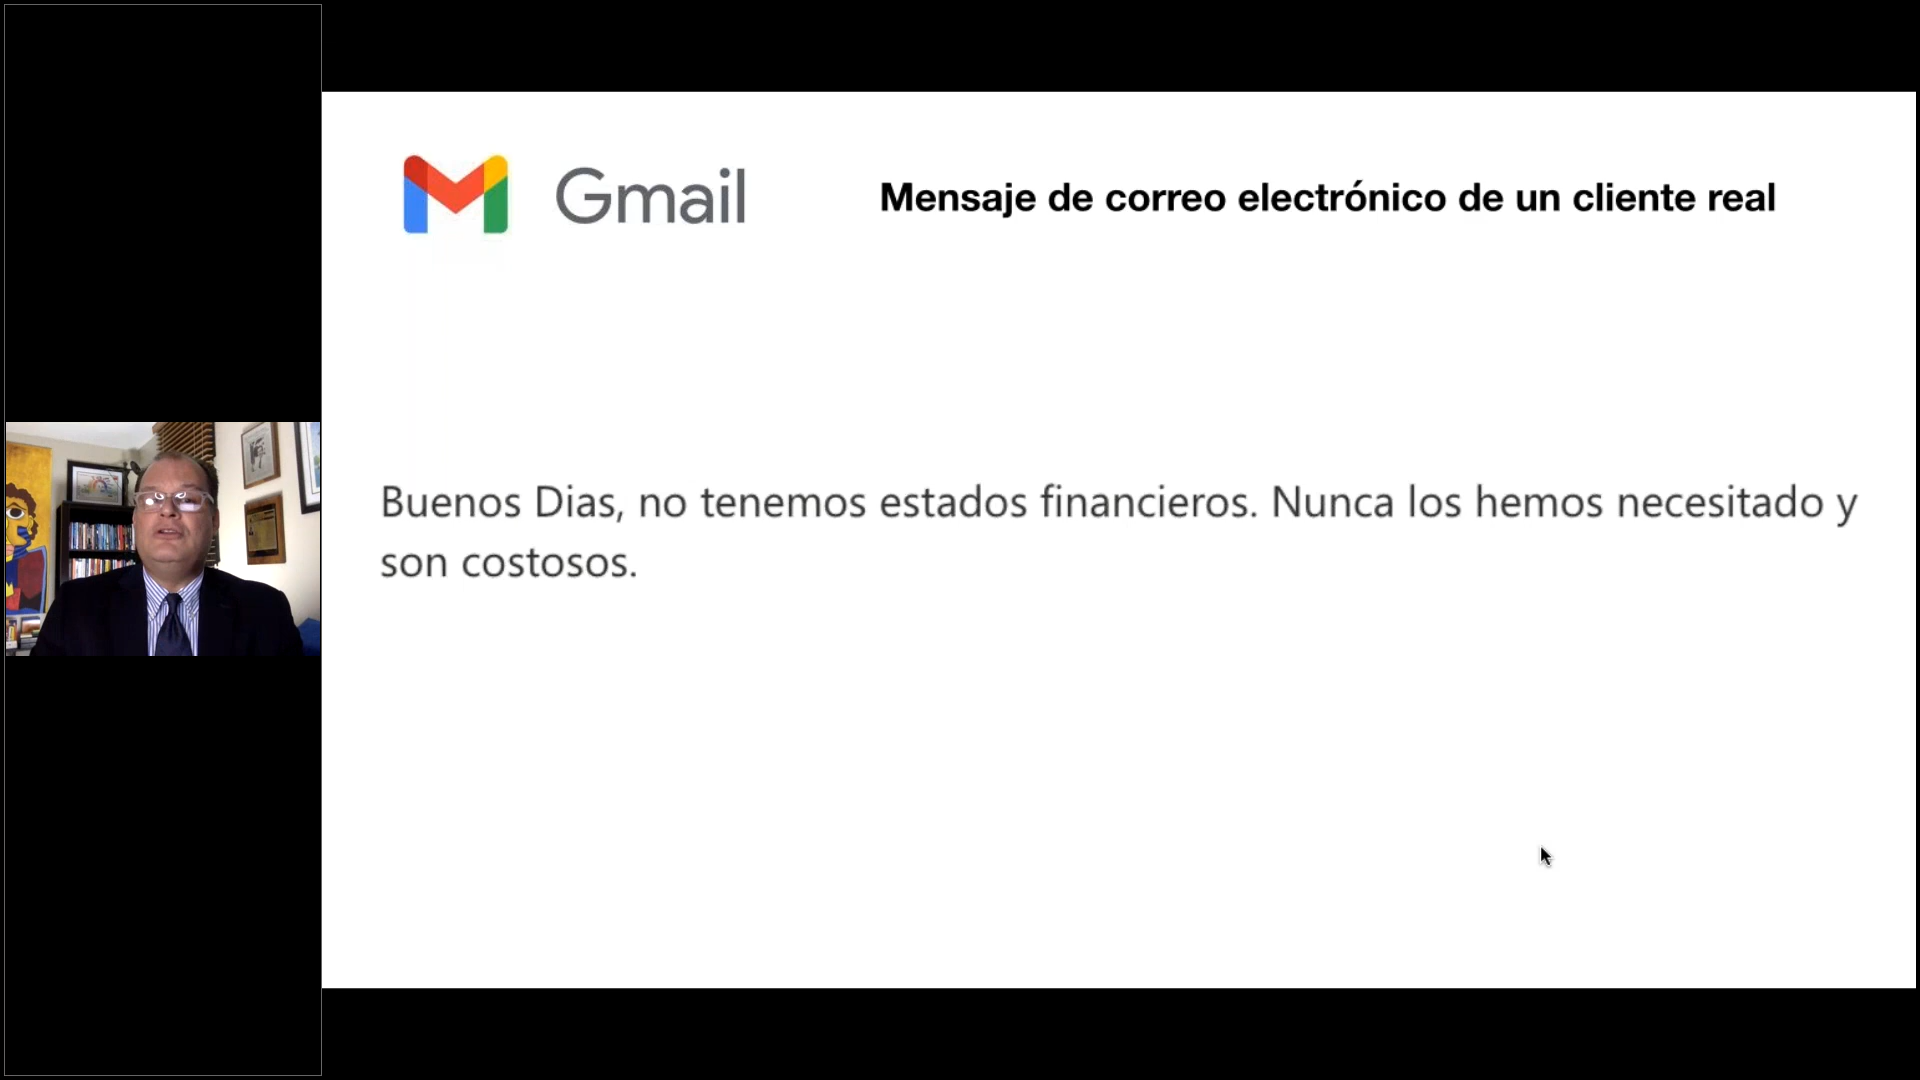 Gmail
Mensaje de correo electrónico de un cliente real
Buenos Dias, no tenemos estados financieros. Nunca los hemos necesitado y
son costosos.